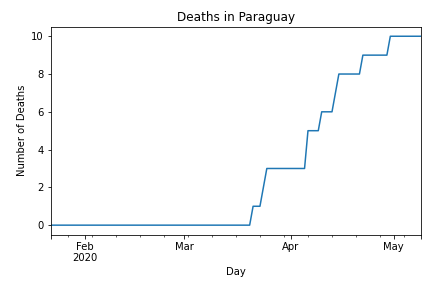 Deaths in Paraguay
Number of Deaths
10
8
6
4
2
0
Feb
2020
Mar
Apr
May
Day